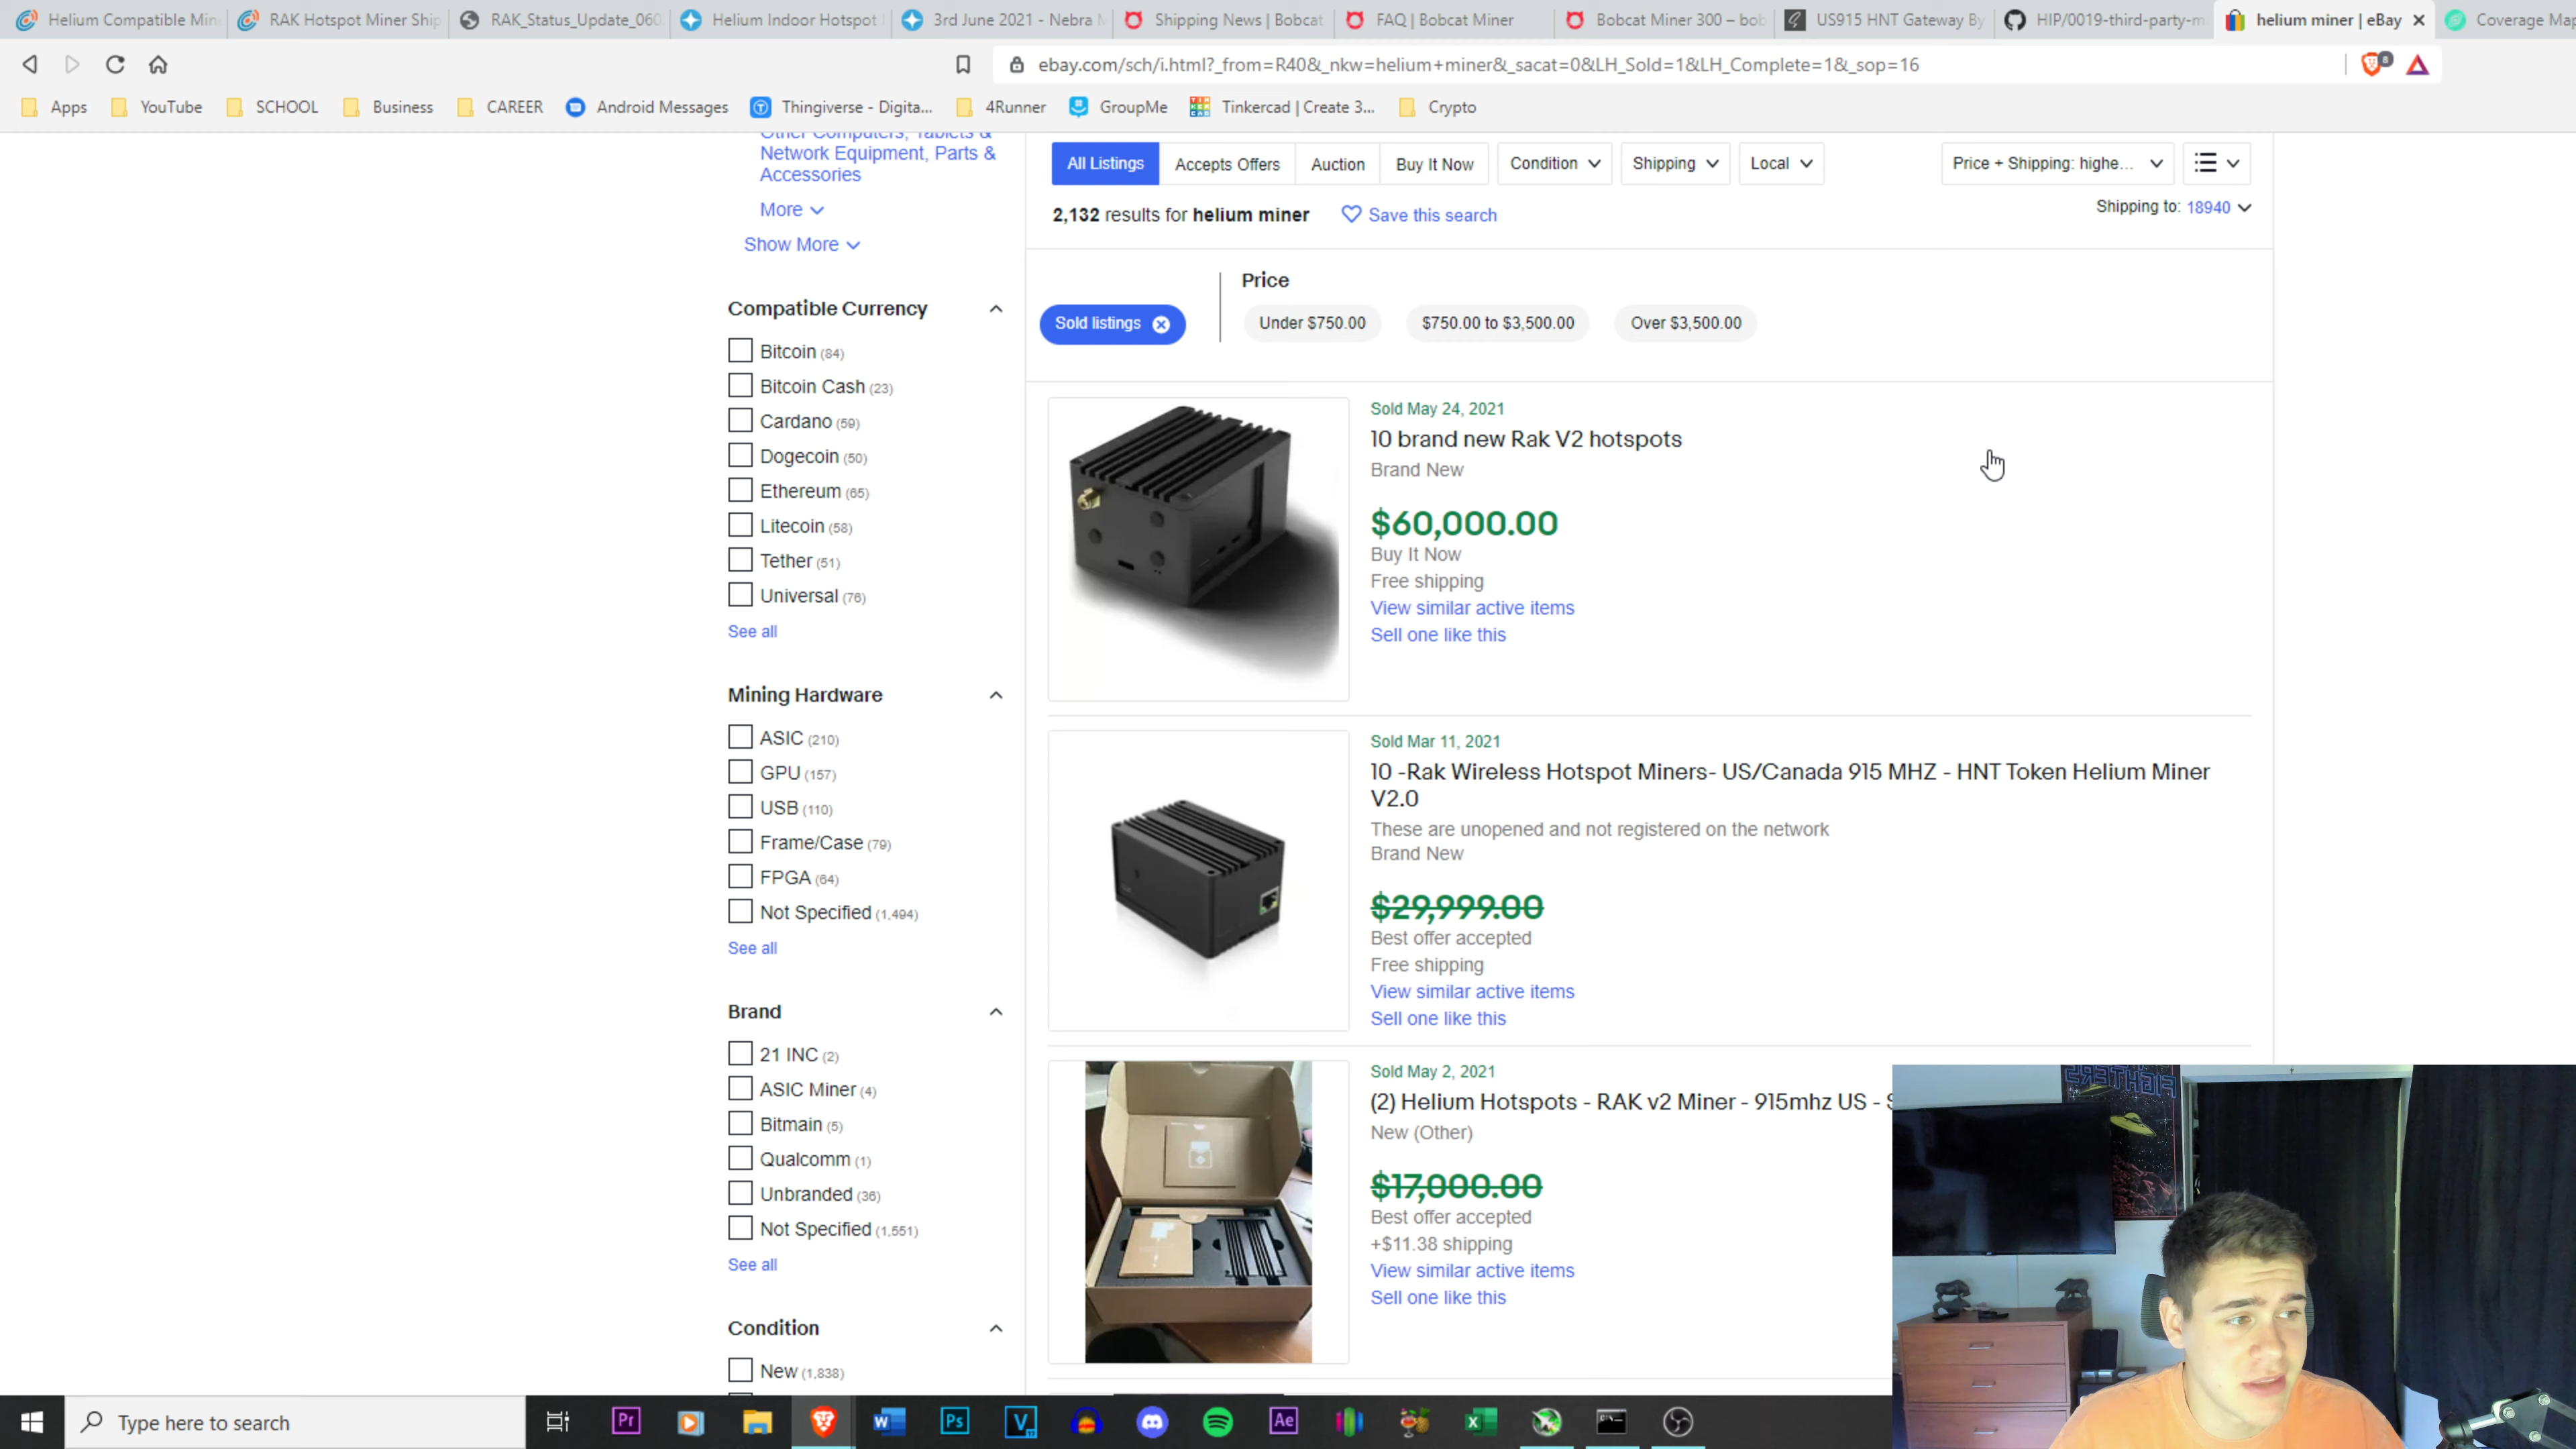 Helium Compatible Min
RAK Hotspot Miner Ship
RAK_Status_Update_060
Helium Indoor Hotspot
3rd June 2021 - Nebra M
Shipping News | Bobcat
FAQ | Bobcat Miner
Bobcat Miner 300 – bob
US915 HNT Gateway By
HIP/0019-third-party-m
helium miner | eBay
Coverage Map
ebay.com/sch/i.html?_from=R40&_nkw=helium+miner&_sacat=0&LH_Sold=1&LH_Complete=1&_sop=16
8
Apps
YouTube
SCHOOL
Business
CAREER
Android Messages
Thingiverse - Digita...
4Runner
GroupMe
Tinkercad | Create 3...
Crypto
Other Computers, Tablets &
Network Equipment, Parts &
Accessories
More
Show More
Compatible Currency
Bitcoin (84)
Bitcoin Cash (23)
Cardano (59)
Dogecoin (50)
Ethereum (65)
Litecoin (58)
Tether (51)
Universal (76)
See all
Mining Hardware
ASIC (210)
GPU (157)
USB (110)
Frame/Case (79)
FPGA (64)
Not Specified (1,494)
See all
Brand
21 INC (2)
ASIC Miner (4)
Bitmain (5)
Qualcomm (1)
Unbranded (36)
Not Specified (1,551)
See all
Condition
New (1,838)
All Listings
Accepts Offers
Auction
Buy It Now
Condition
Shipping
Local
Price + Shipping: highe...
2,132 results for helium miner
Save this search
Shipping to: 18940
Price
Sold listings
Under $750.00
$750.00 to $3,500.00
Over $3,500.00
Sold May 24, 2021
10 brand new Rak V2 hotspots
Brand New
$60,000.00
Buy It Now
Free shipping
View similar active items
Sell one like this
Sold Mar 11, 2021
10 -Rak Wireless Hotspot Miners- US/Canada 915 MHZ - HNT Token Helium Miner
V2.0
These are unopened and not registered on the network
Brand New
$29,999.00
Best offer accepted
Free shipping
View similar active items
Sell one like this
Sold May 2, 2021
(2) Helium Hotspots - RAK v2 Miner - 915mhz US - S
New (Other)
$17,000.00
Best offer accepted
+$11.38 shipping
View similar active items
Sell one like this
FIGHTERS
Type here to search
Pr
W
Ps
V
Ae
X